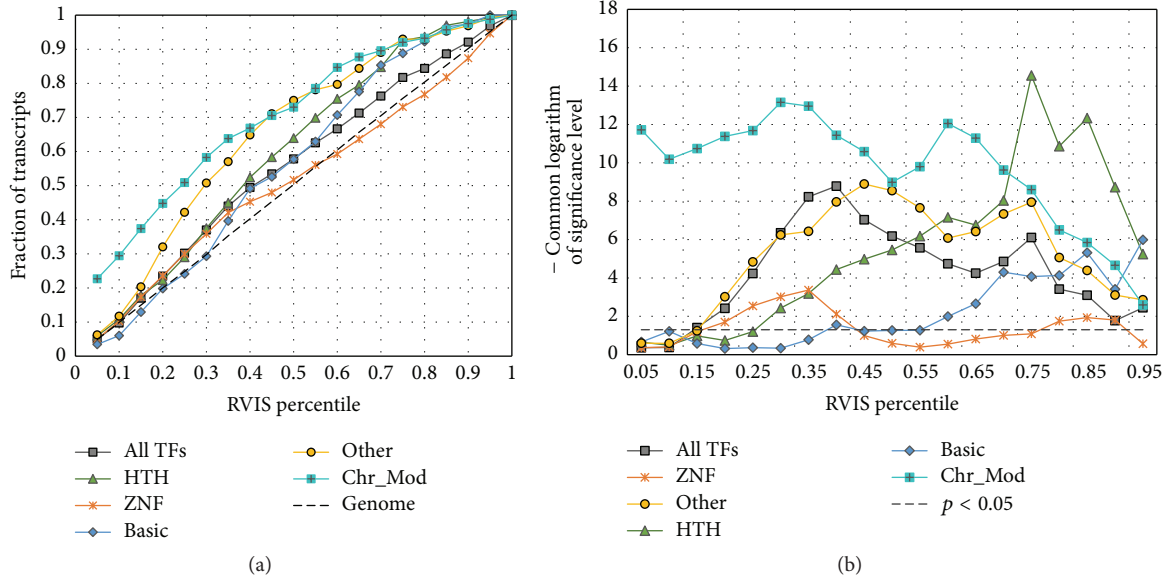 1
0.9
0.8
0.7
0.6
0.5
0.4
0.3
0.2
0.1
0
Fraction of transcripts
0 0.1 0.2 0.3 0.4 0.5 0.6 0.7 0.8 0.9 1
RVIS percentile
All TFs
HTH
ZNF
Basic
Other
Chr_Mod
Genome
(a)
18
16
14
12
10
8
6
4
2
0
− Common logarithm
of significance level
0.05 0.15 0.25 0.35 0.45 0.55 0.65 0.75 0.85 0.95
RVIS percentile
All TFs
ZNF
Other
HTH
Basic
Chr_Mod
p < 0.05
(b)